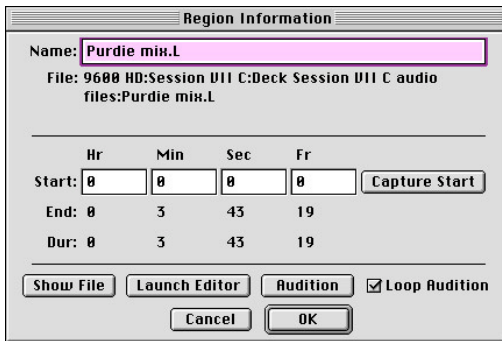 Region Information
Name: Purdie mix.L
File: 9600 HD:Session VII C:Deck Session VII C audio
files:Purdie mix.L
Hr Min Sec Fr
Start: 0 0 0 0 Capture Start
End: 0 3 43 19
Dur: 0 3 43 19
Show File Launch Editor Audition Loop Audition
Cancel OK